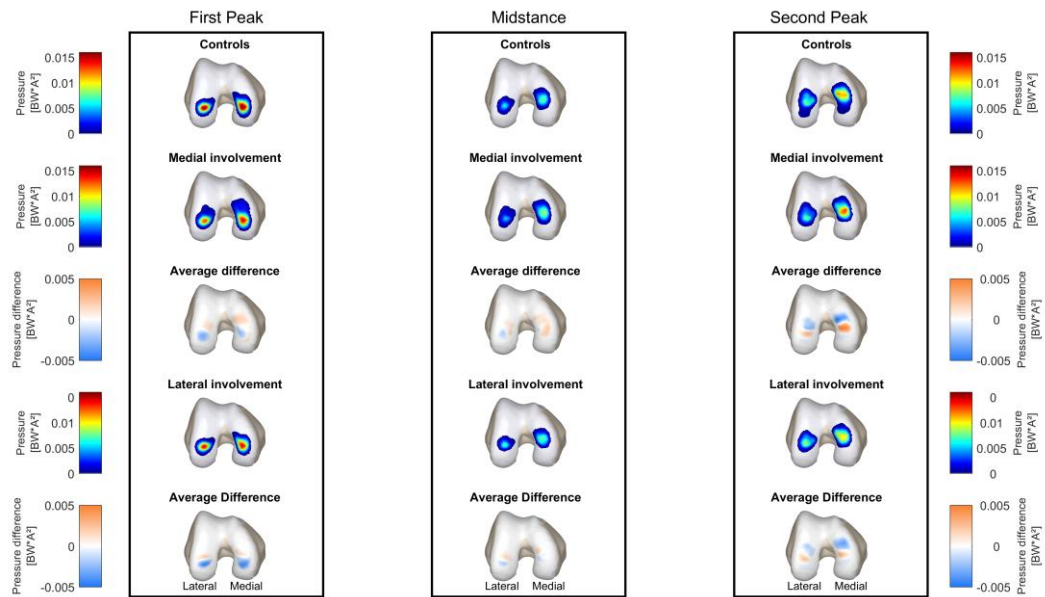 First Peak
Midstance
Second Peak
Controls
Controls
Controls
0.015
0.01
0.005
0
Pressure
[BW*A²]
0.015
0.01
0.005
0
Pressure
[BW*A²]
Medial involvement
Medial involvement
Medial involvement
0.015
0.01
0.005
0
Pressure
[BW*A²]
0.015
0.01
0.005
0
Pressure
[BW*A²]
Average difference
Average difference
Average difference
0.005
0
-0.005
Pressure difference
[BW*A²]
0.005
0
-0.005
Pressure difference
[BW*A²]
Lateral involvement
Lateral involvement
Lateral involvement
0
0.01
0.005
0
Pressure
[BW*A²]
0
0.01
0.005
0
Pressure
[BW*A²]
Average Difference
Average Difference
Average Difference
0.005
0
-0.005
Pressure difference
[BW*A²]
0.005
0
-0.005
Pressure difference
[BW*A²]
Lateral Medial
Lateral Medial
Lateral Medial